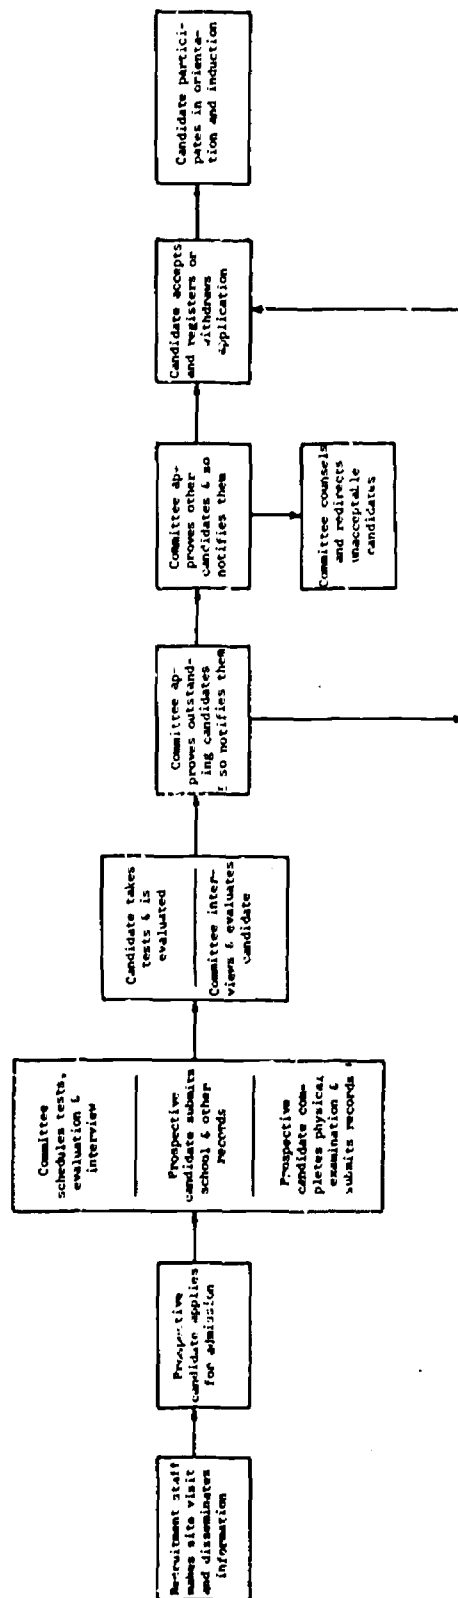 Recruitment staff
makes site visit
and disseminates
information
Prospective
candidate applies
for admission
Committee
schedules tests,
evaluation &
interview
Prospective
candidate submits
school & other
records
Prospective
candidate com-
pletes physical
examination &
submits records
Candidate takes
tests & is
evaluated
Committee inter-
views & evaluates
candidate
Committee ap-
proves outstand-
ing candidates
& so notifies them
Committee ap-
proves other
candidates & so
notifies them
Committee counsels
and redirects
unacceptable
candidates
Candidate accepts
and registers or
withdraws
application
Candidate partici-
pates in orienta-
tion and induction